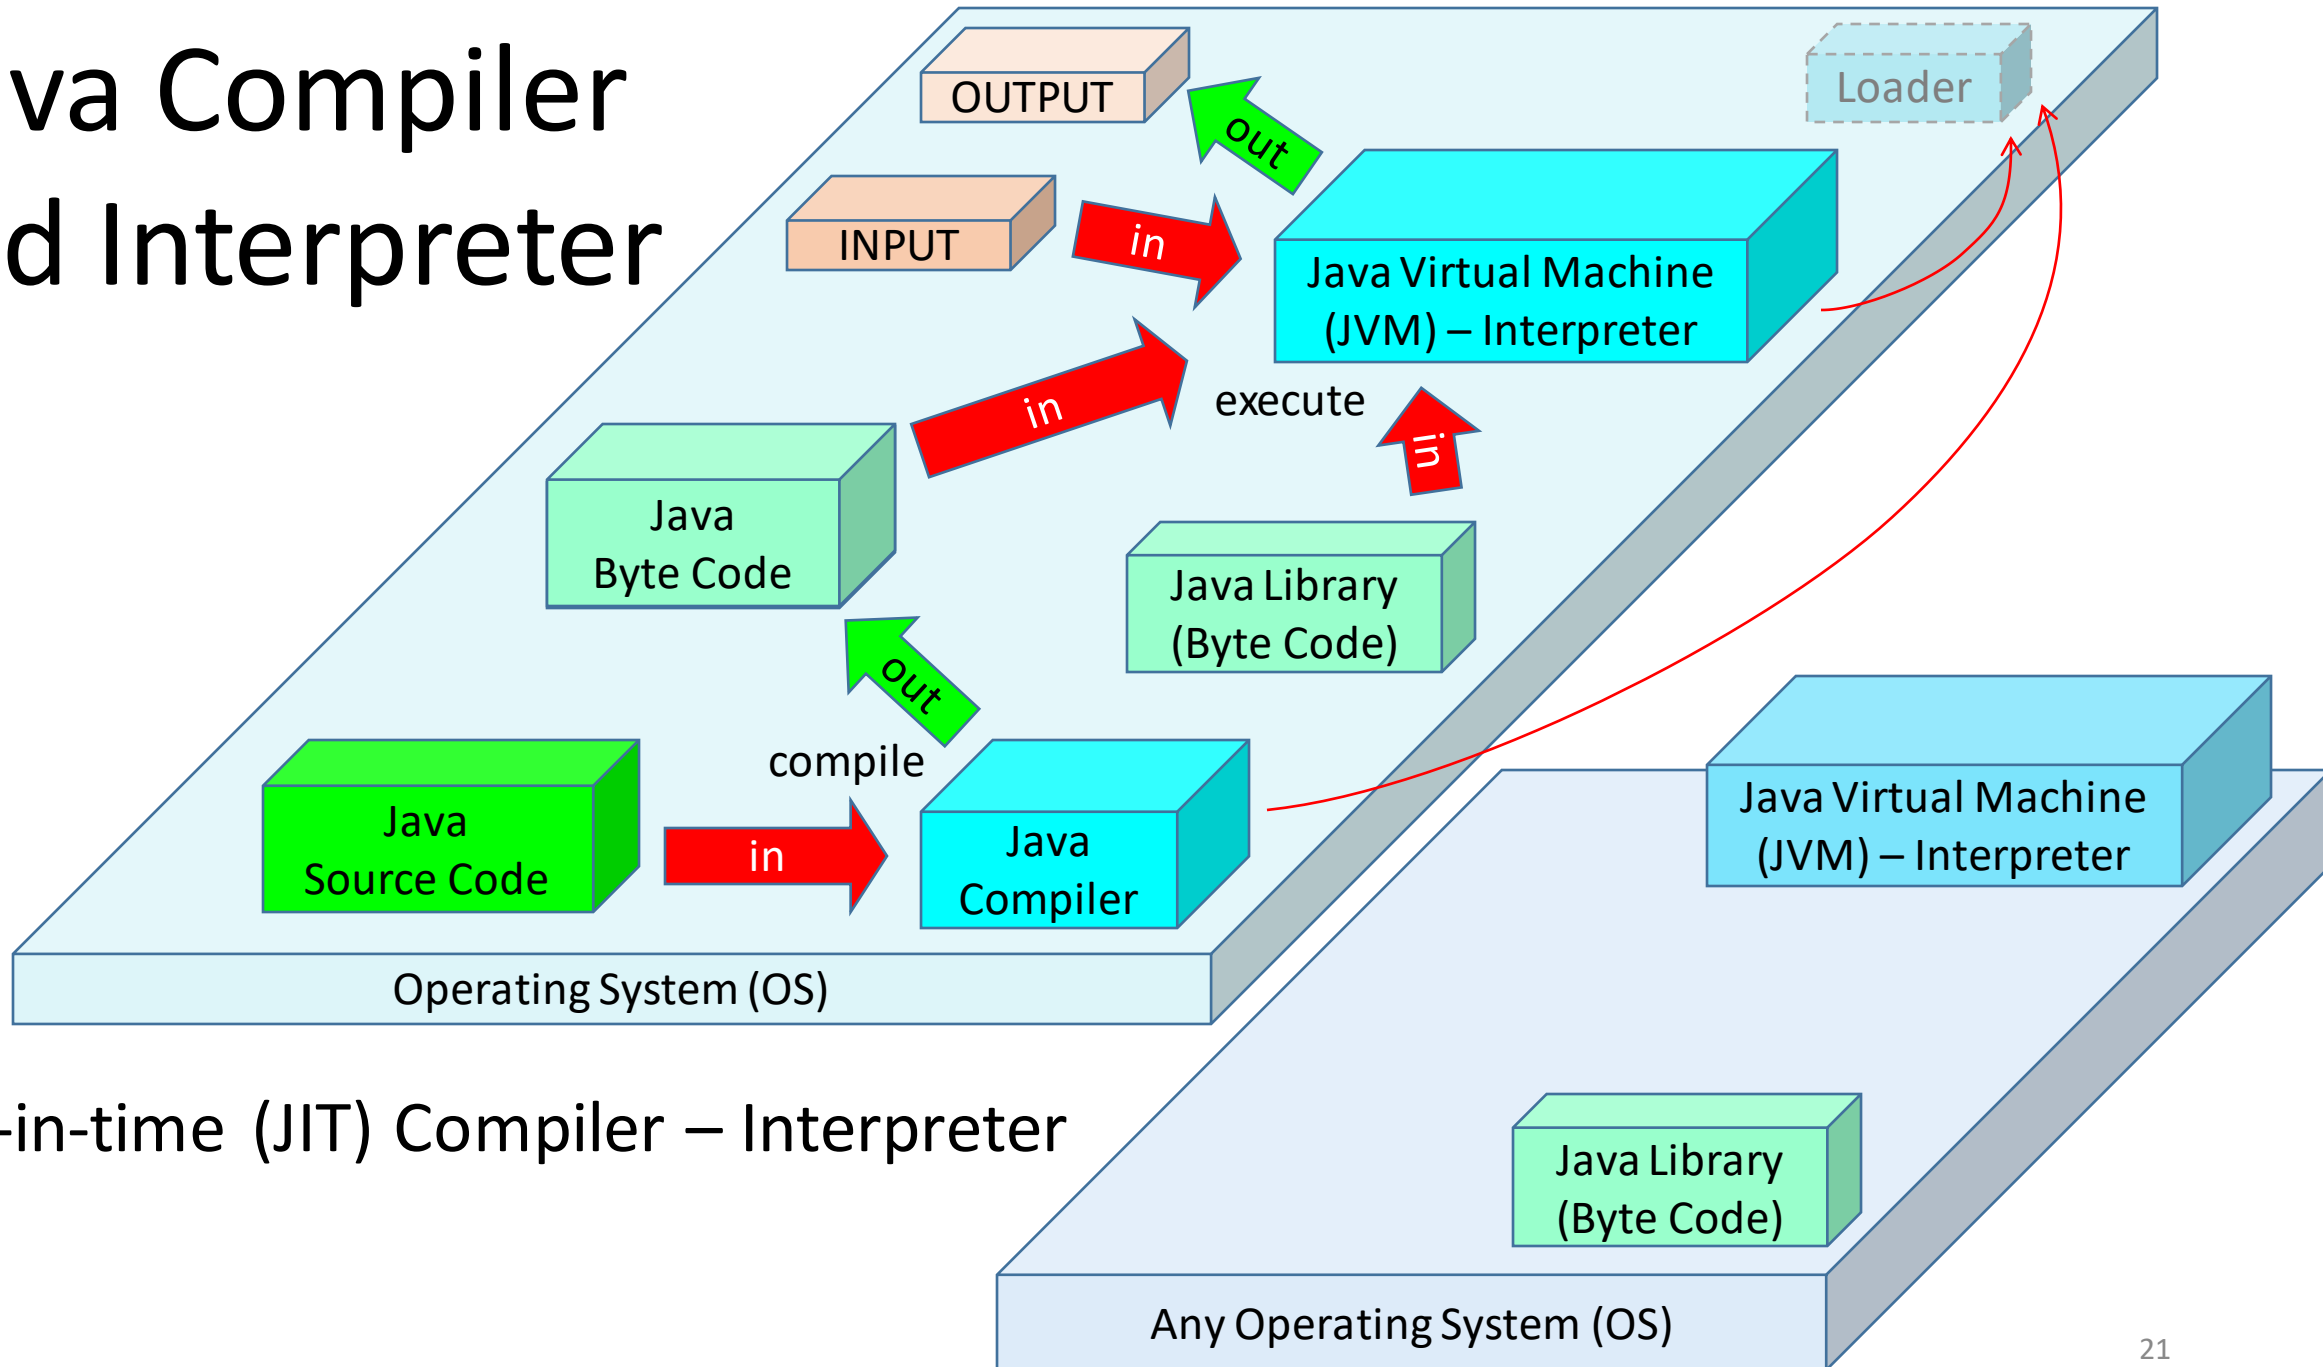 va Compiler
d Interpreter
OUTPUT
out
Loader
INPUT
in
Java Virtual Machine
(JVM) – Interpreter
in
execute
in
Java
Byte Code
Java Library
(Byte Code)
out
compile
Java
Source Code
in
Java
Compiler
Operating System (OS)
Java Virtual Machine
(JVM) – Interpreter
-in-time (JIT) Compiler – Interpreter
Java Library
(Byte Code)
Any Operating System (OS)
21